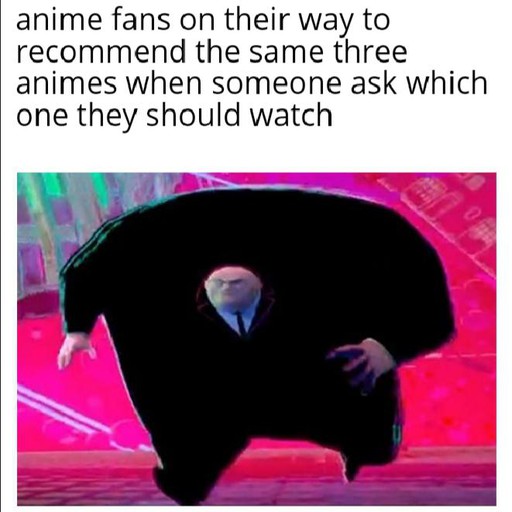 anime fans on their way to
recommend the same three
animes when someone ask which
one they should watch